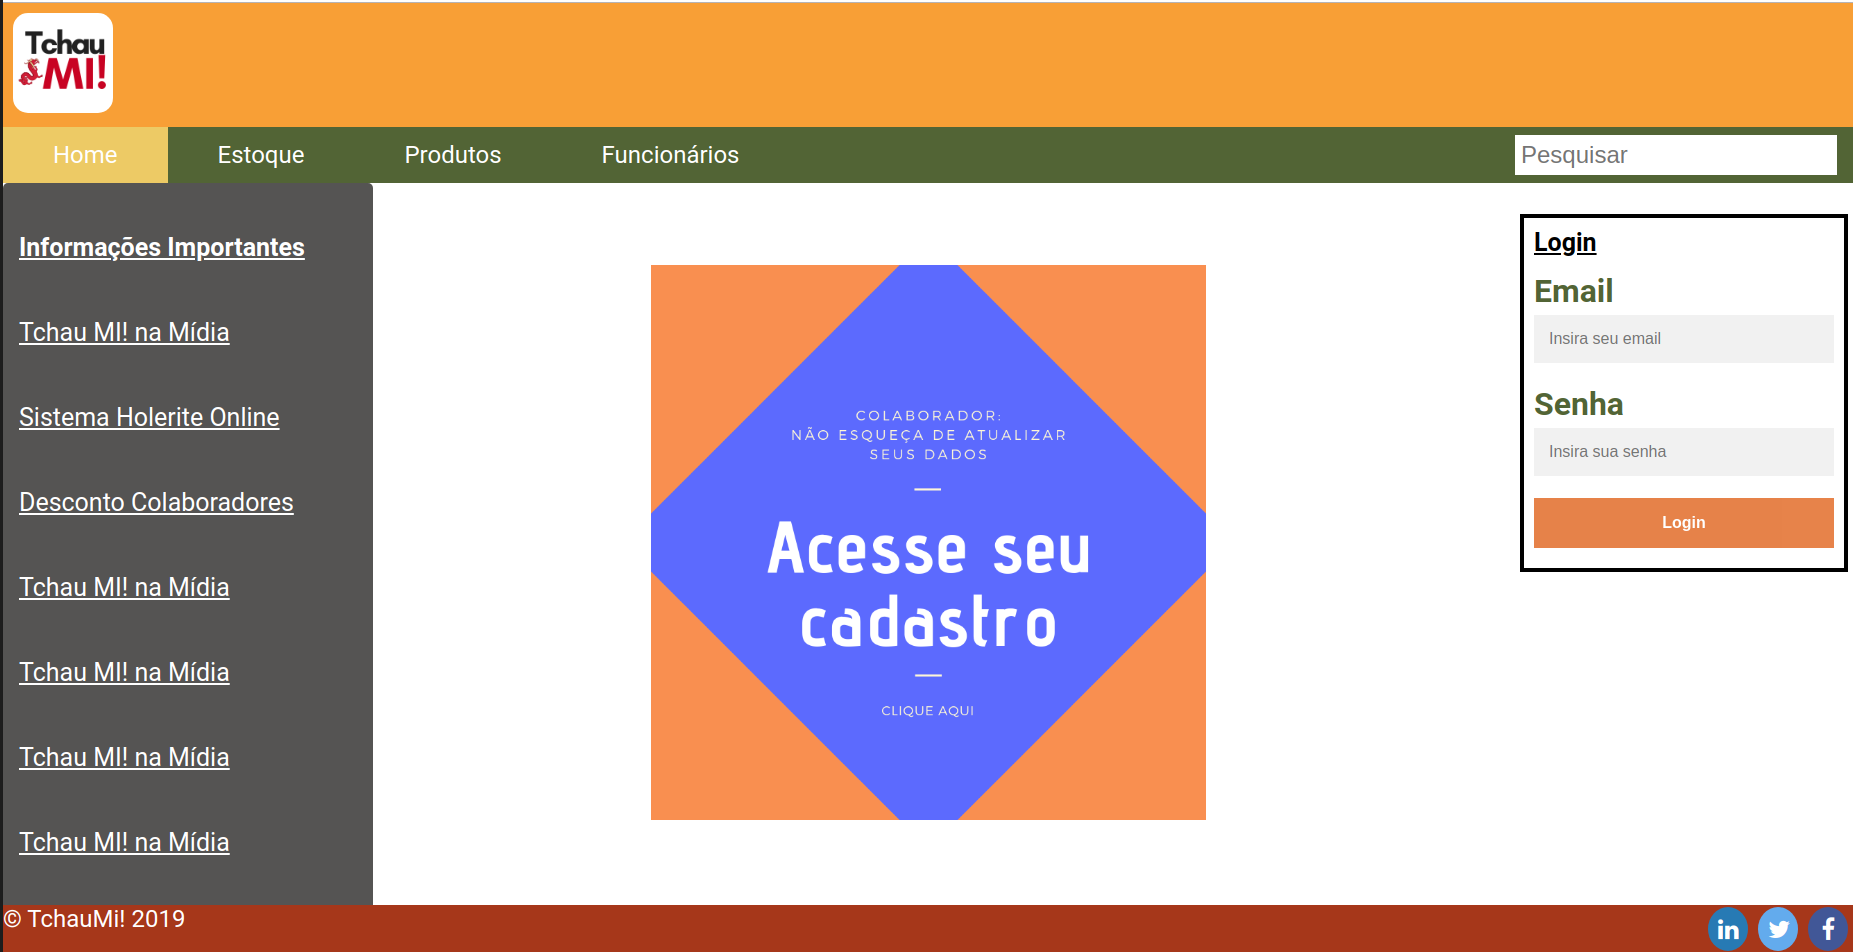 Tchau
MI!
Home Estoque Produtos Funcionários Pesquisar
Informações Importantes
Tchau MI! na Mídia
Sistema Holerite Online
Desconto Colaboradores
Tchau MI! na Mídia
Tchau MI! na Mídia
Tchau MI! na Mídia
Tchau MI! na Mídia
COLABORADOR:
NÃO ESQUEÇA DE ATUALIZAR
SEUS DADOS
Acesse seu
cadastro
CLIQUE AQUI
Login
Email
Insira seu email
Senha
Insira sua senha
Login
© TchauMi! 2019
in
f